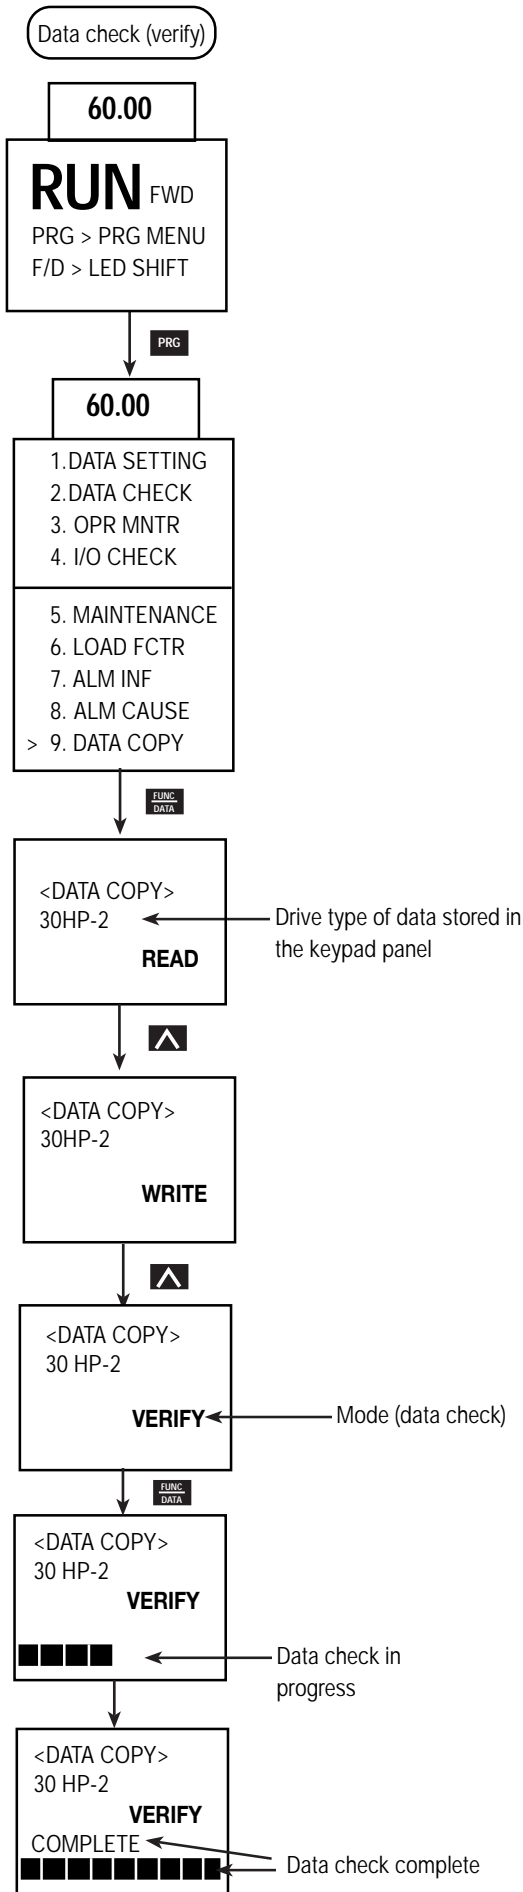 Data check (verify)
60.00
RUN FWD
PRG > PRG MENU
F/D > LED SHIFT
PRG
60.00
1.DATA SETTING
2.DATA CHECK
3. OPR MNTR
4. I/O CHECK
5. MAINTENANCE
6. LOAD FCTR
7. ALM INF
8. ALM CAUSE
> 9. DATA COPY
FUNC
DATA
<DATA COPY>
30HP-2
READ
Drive type of data stored in
the keypad panel
<DATA COPY>
30HP-2
WRITE
<DATA COPY>
30 HP-2
VERIFY
Mode (data check)
FUNC
DATA
<DATA COPY>
30 HP-2
VERIFY
Data check in
progress
<DATA COPY>
30 HP-2
VERIFY
COMPLETE
Data check complete